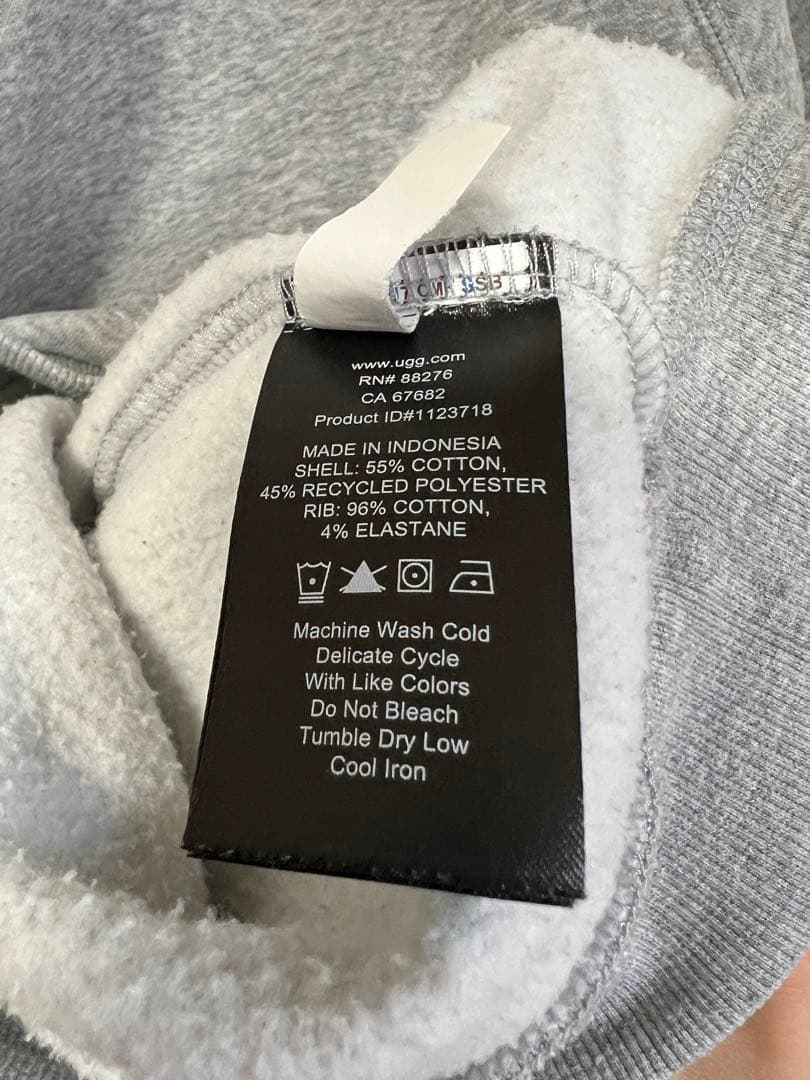 www.ugg.com
RN# 88276
CA 67682
Product ID#1123718
MADE IN INDONESIA
SHELL: 55% COTTON,
45% RECYCLED POLYESTER
RIB: 96% COTTON,
4% ELASTANE
Machine Wash Cold
Delicate Cycle
With Like Colors
Do Not Bleach
Tumble Dry Low
Cool Iron